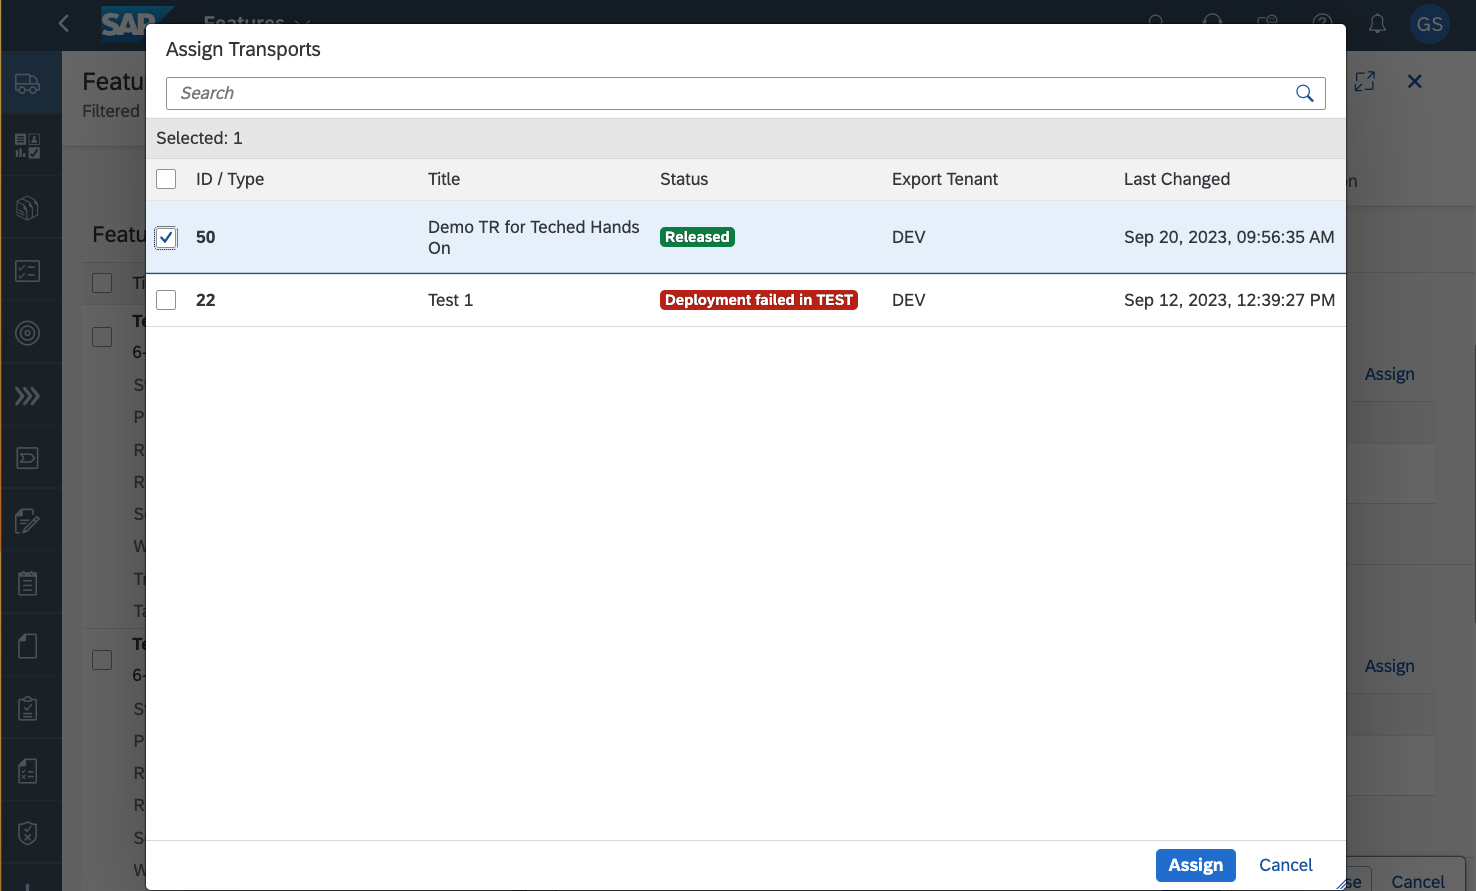 SAP
Features
GS
Assign Transports
Search
Filtered
Selected: 1
ID / Type
Title
Status
Export Tenant
Last Changed
50
Demo TR for Teched Hands
On
Released
DEV
Sep 20, 2023, 09:56:35 AM
22
Test 1
Deployment failed in TEST
DEV
Sep 12, 2023, 12:39:27 PM
Assign
Assign
Assign
Cancel
Cancel